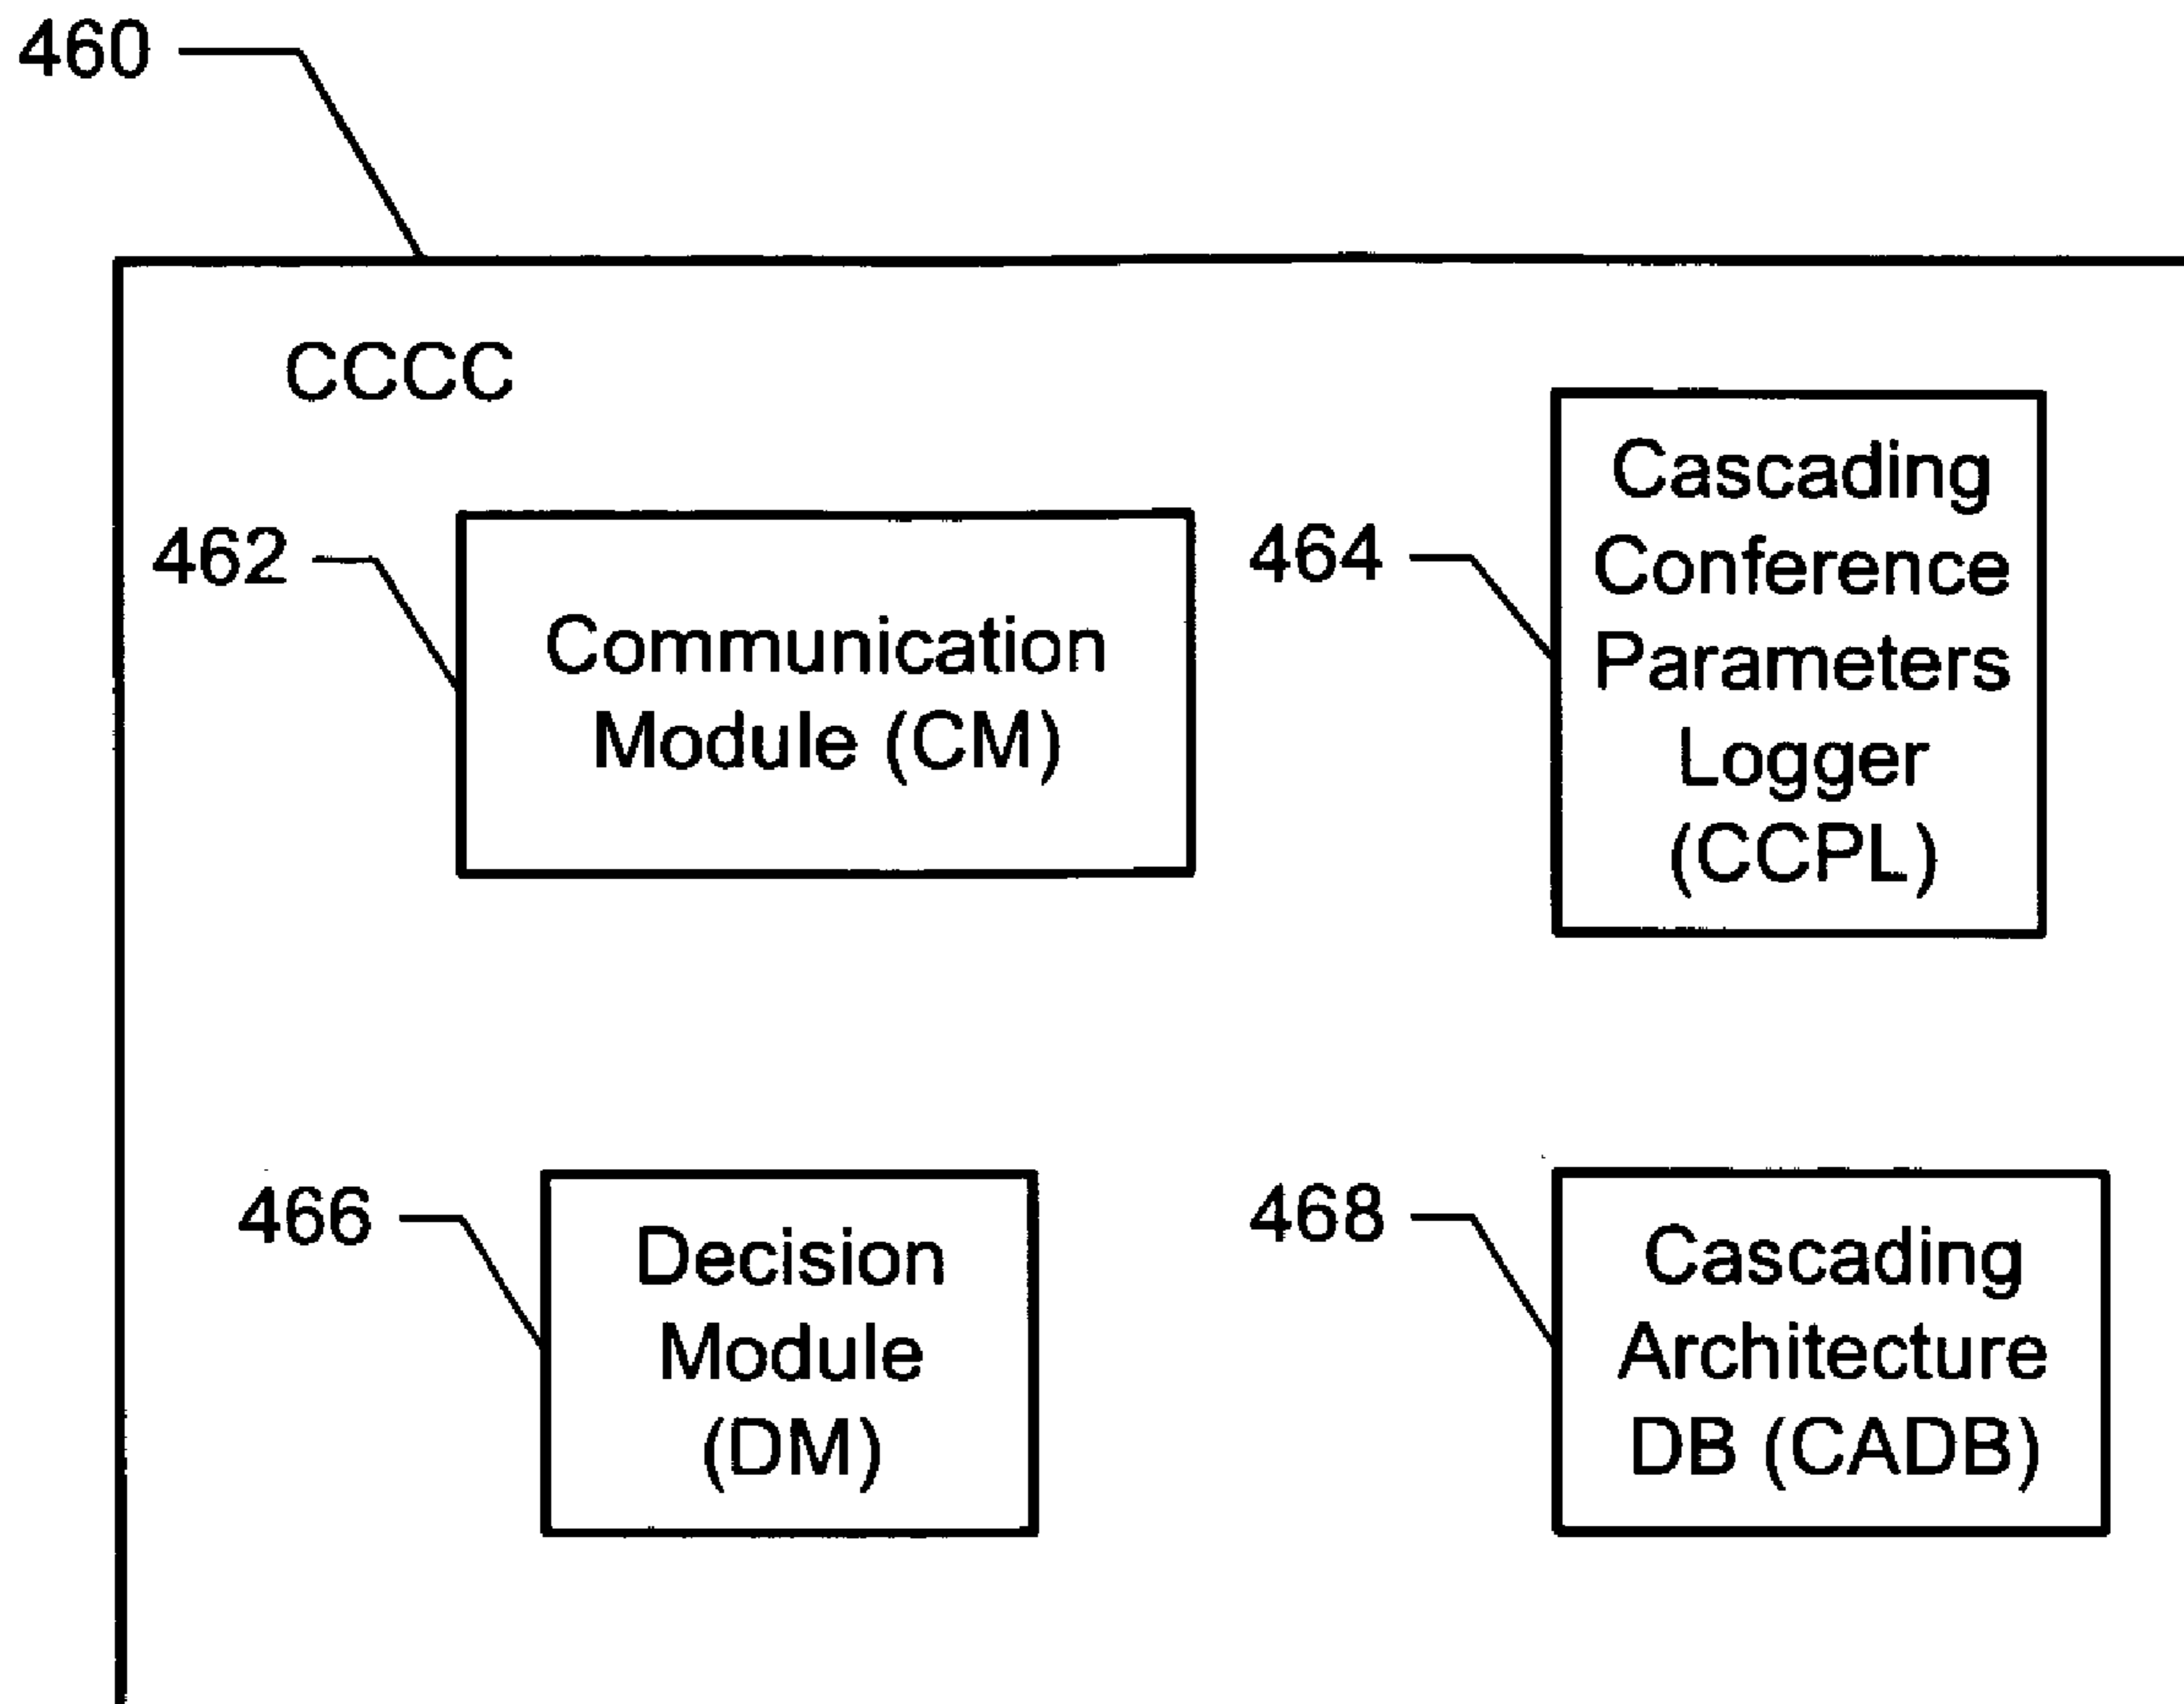 460
CCCC
462
Communication
Module (CM)
464
Cascading
Conference
Parameters
Logger
(CCPL)
466
Decision
Module
(DM)
468
Cascading
Architecture
DB (CADB)